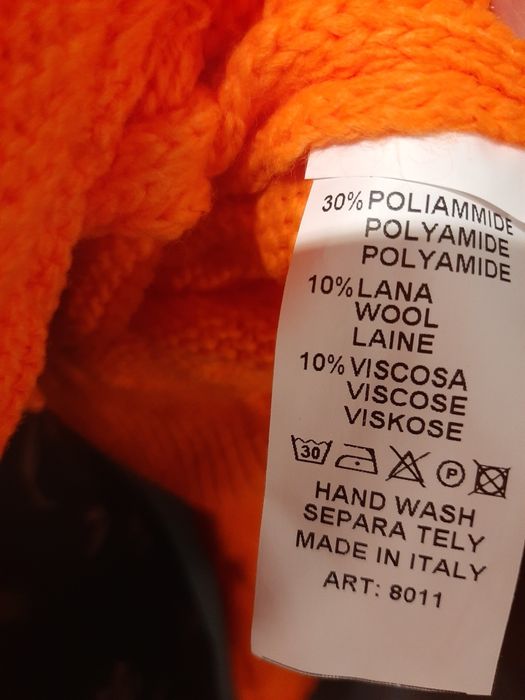 30% POLIAMMIDE
POLYAMIDE
POLYAMIDE
10% LANA
WOOL
LAINE
10% VISCOSA
VISCOSE
VISKOSE
30 P
HAND WASH
SEPARA TELY
MADE IN ITALY
ART: 8011